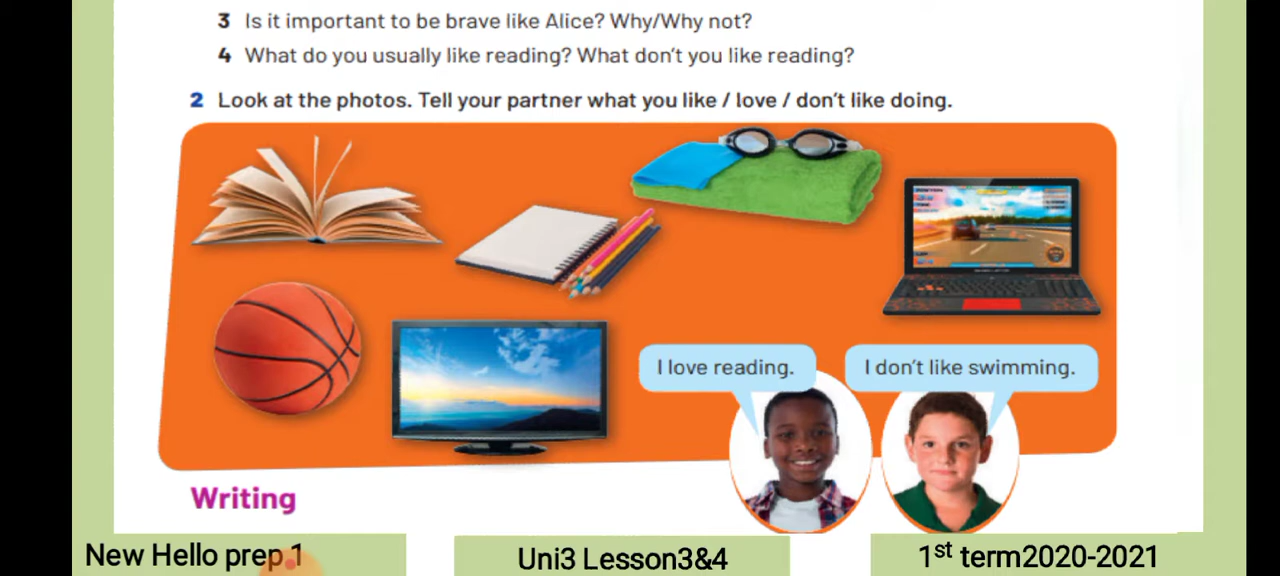 3 Is it important to be brave like Alice? Why/Why not?
4 What do you usually like reading? What don't you like reading?
2 Look at the photos. Tell your partner what you like / love / don't like doing.
I love reading.
I don't like swimming.
Writing
New Hello prep 1
Uni3 Lesson3&4
1st term2020-2021